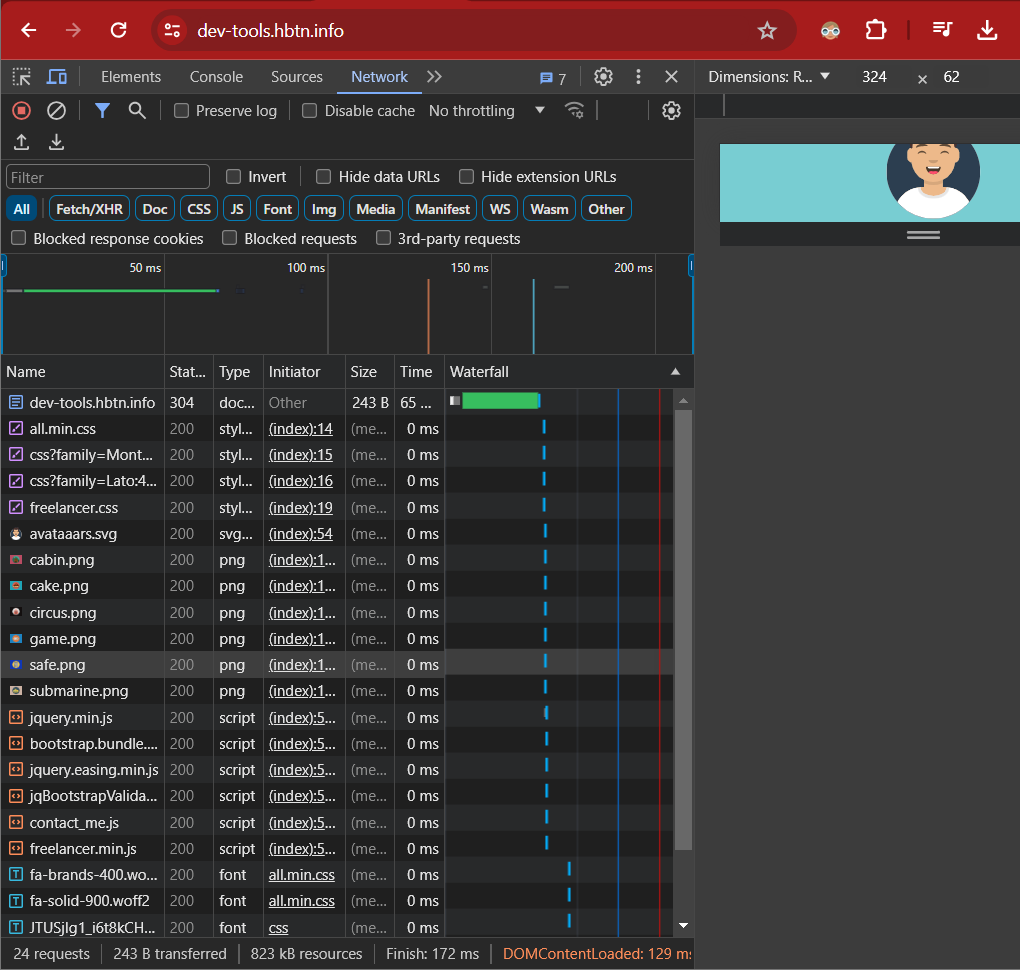 dev-tools.hbtn.info
Elements Console Sources Network 7 Dimensions: R... 324 × 62
Preserve log Disable cache No throttling
Filter Invert Hide data URLs Hide extension URLs
All Fetch/XHR Doc CSS JS Font Img Media Manifest WS Wasm Other
Blocked response cookies Blocked requests 3rd-party requests
50 ms 100 ms 150 ms 200 ms
Name Stat... Type Initiator Size Time Waterfall
dev-tools.hbtn.info 304 doc... Other 243 B 65 ...
all.min.css 200 styl... (index):14 (me... 0 ms
css?family=Mont... 200 styl... (index):15 (me... 0 ms
css?family=Lato:4... 200 styl... (index):16 (me... 0 ms
freelancer.css 200 styl... (index):19 (me... 0 ms
avataaars.svg 200 svg... (index):54 (me... 0 ms
cabin.png 200 png (index):1... (me... 0 ms
cake.png 200 png (index):1... (me... 0 ms
circus.png 200 png (index):1... (me... 0 ms
game.png 200 png (index):1... (me... 0 ms
safe.png 200 png (index):1... (me... 0 ms
submarine.png 200 png (index):1... (me... 0 ms
jquery.min.js 200 script (index):5... (me... 0 ms
bootstrap.bundle.... 200 script (index):5... (me... 0 ms
jquery.easing.min.js 200 script (index):5... (me... 0 ms
jqBootstrapValida... 200 script (index):5... (me... 0 ms
contact_me.js 200 script (index):5... (me... 0 ms
freelancer.min.js 200 script (index):5... (me... 0 ms
fa-brands-400.wo... 200 font all.min.css (me... 0 ms
fa-solid-900.woff2 200 font all.min.css (me... 0 ms
JTUSjIg1_i6t8kCH... 200 font css (me... 0 ms
24 requests 243 B transferred 823 kB resources Finish: 172 ms DOMContentLoaded: 129 ms